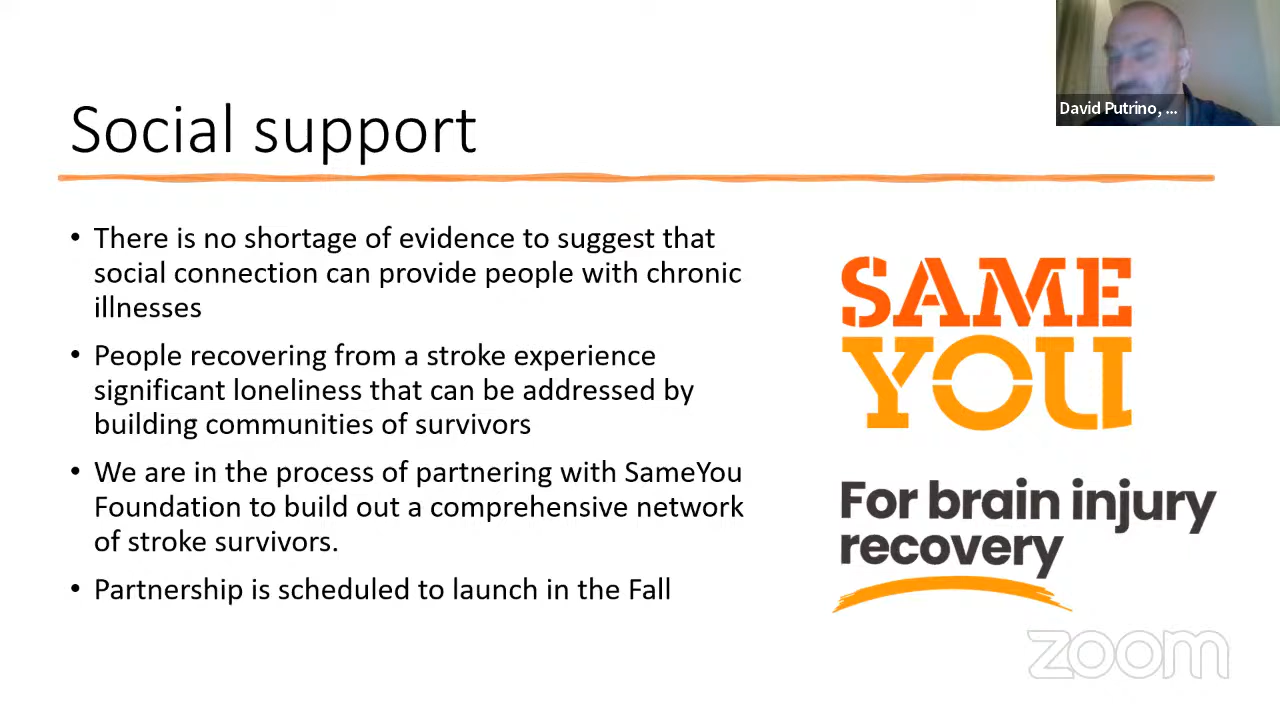 David Putrino, ...
Social support
• There is no shortage of evidence to suggest that
social connection can provide people with chronic
illnesses
• People recovering from a stroke experience
significant loneliness that can be addressed by
building communities of survivors
• We are in the process of partnering with SameYou
Foundation to build out a comprehensive network
of stroke survivors.
• Partnership is scheduled to launch in the Fall
SAME
YOU
For brain injury
recovery
zoom